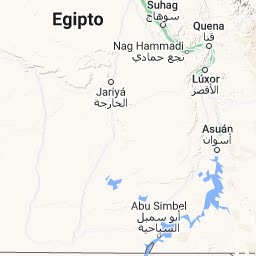 Suhag
سوهاج
Egipto
Quena
قنا
Nag Hammadi
نجع حمادي
Lúxor
الأقصر
Jariyá
الخارجة
Asuán
أسوان
Abu Simbel
أبو سمبل
السياحية